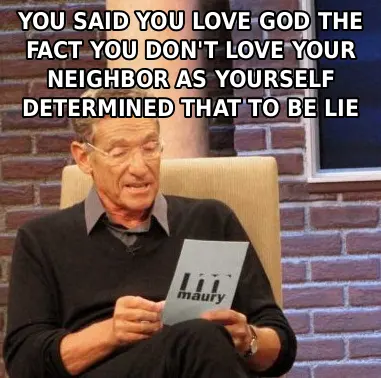 YOU SAID YOU LOVE GOD THE
FACT YOU DON'T LOVE YOUR
NEIGHBOR AS YOURSELF
DETERMINED THAT TO BE LIE
maury